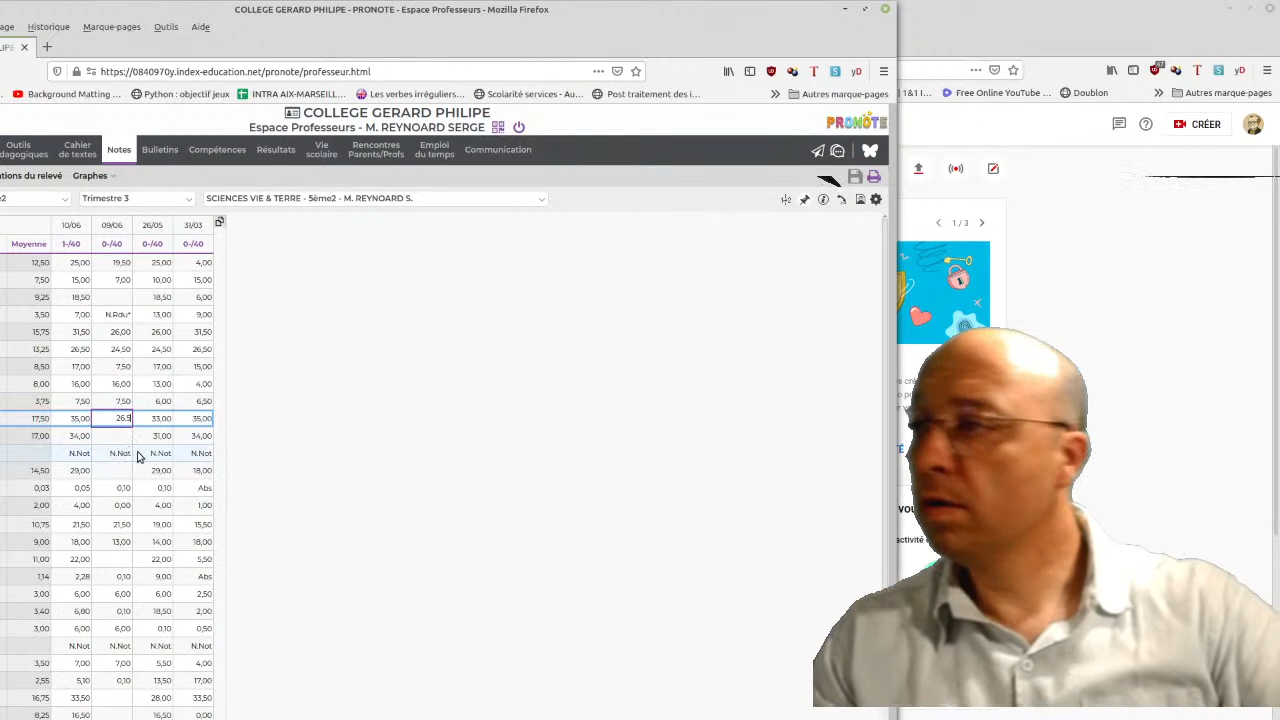 COLLEGE GERARD PHILIPE - PRONOTE - Espace Professeurs - Mozilla Firefox
age Historique Marque-pages Outils Aide
ILIPE
https://0840970y.index-education.net/pronote/professeur.html
Background Matting ... Python : objectif jeux INTRA AIX-MARSEILL... Les verbes irréguliers... Scolarité services - Au... Post traitement des i... Autres marque-pages
1&1 I... Free Online YouTube ... Doublon Autres marque-pages
COLLEGE GERARD PHILIPE
Espace Professeurs - M. REYNOARD SERGE
PRONOTE
CRÉER
Outils
dagogiques
Cahier
de textes
Notes
Bulletins
Compétences
Résultats
Vie
scolaire
Rencontres
Parents/Profs
Emploi
du temps
Communication
tions du relevé Graphes
e2 Trimestre 3 SCIENCES VIE & TERRE - 5ème2 - M. REYNOARD S.
1 / 3
10/06 09/06 26/05 31/03
Moyenne 1-/40 0-/40 0-/40 0-/40
12,50 25,00 19,50 25,00 4,00
7,50 15,00 7,00 10,00 15,00
9,25 18,50 18,50 6,00
3,50 7,00 N.Rdu* 13,00 9,00
15,75 31,50 26,00 26,00 31,50
13,25 26,50 24,50 24,50 26,50
8,50 17,00 7,50 17,00 15,00
8,00 16,00 16,00 13,00 4,00
3,75 7,50 7,50 6,00 6,50
17,50 35,00 26.5 33,00 35,00
17,00 34,00 31,00 34,00
N.Not N.Not N.Not N.Not
14,50 29,00 29,00 18,00
0,03 0,05 0,10 0,10 Abs
2,00 4,00 0,00 4,00 1,00
10,75 21,50 21,50 19,00 15,50
9,00 18,00 13,00 14,00 18,00
11,00 22,00 22,00 5,50
1,14 2,28 0,10 9,00 Abs
3,00 6,00 6,00 6,00 2,50
3,40 6,80 0,10 18,50 2,00
3,00 6,00 6,00 0,10 0,50
N.Not N.Not N.Not N.Not
3,50 7,00 7,00 5,50 4,00
2,55 5,10 0,10 13,50 17,00
16,75 33,50 28,00 33,50
8,25 16,50 16,50 0,00